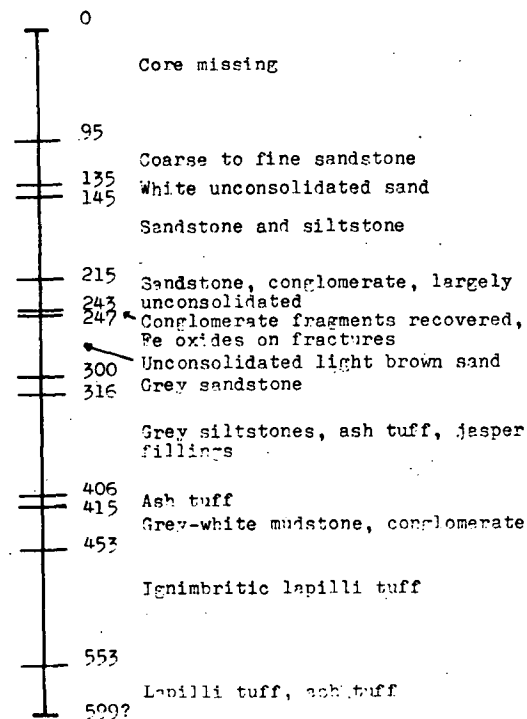 0
Core missing
95
Coarse to fine sandstone
135
White unconsolidated sand
145
Sandstone and siltstone
215
Sandstone, conglomerate, largely
unconsolidated
243
247
Conglomerate fragments recovered,
Fe oxides on fractures
Unconsolidated light brown sand
300
Grey sandstone
316
Grey siltstones, ash tuff, jasper
fillings
406
Ash tuff
415
Grey-white mudstone, conglomerate
453
Ignimbritic lapilli tuff
553
Lapilli tuff, ash tuff
599?